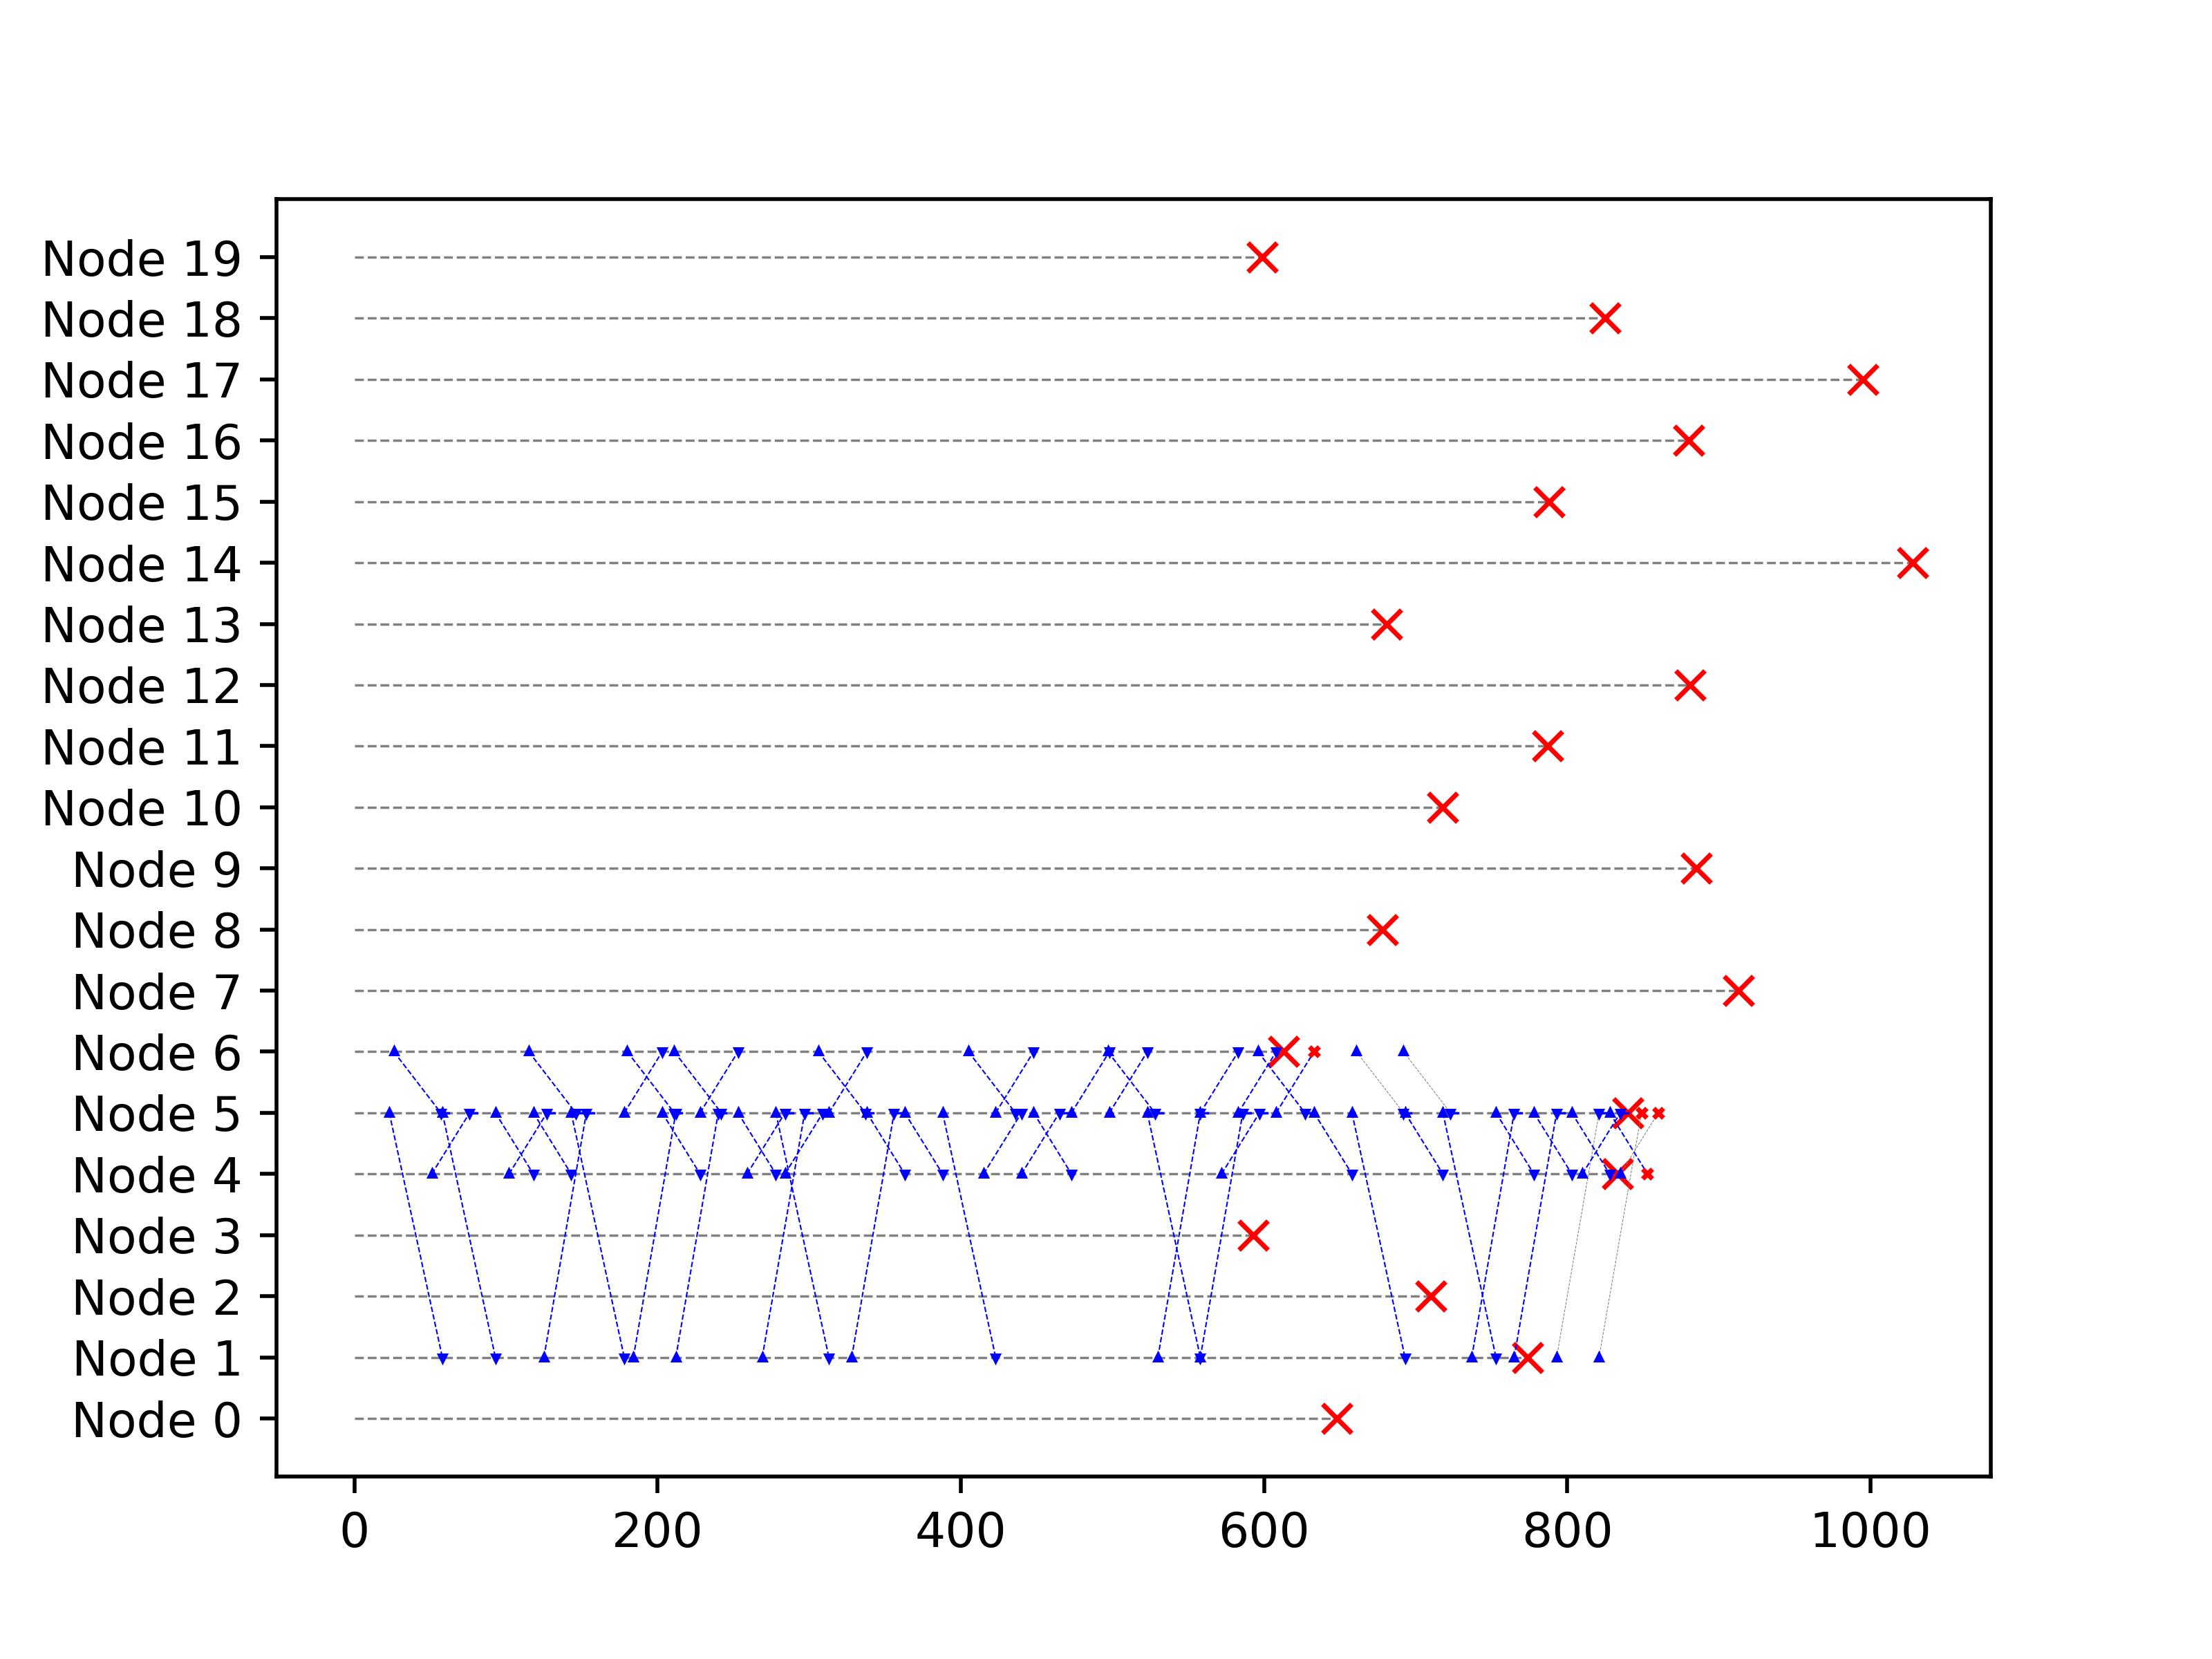 Node 19
Node 18
Node 17
Node 16
Node 15
Node 14
Node 13
Node 12
Node 11
Node 10
Node 9
Node 8
Node 7
Node 6
Node 5
Node 4
Node 3
Node 2
Node 1
Node 0
0 200 400 600 800 1000